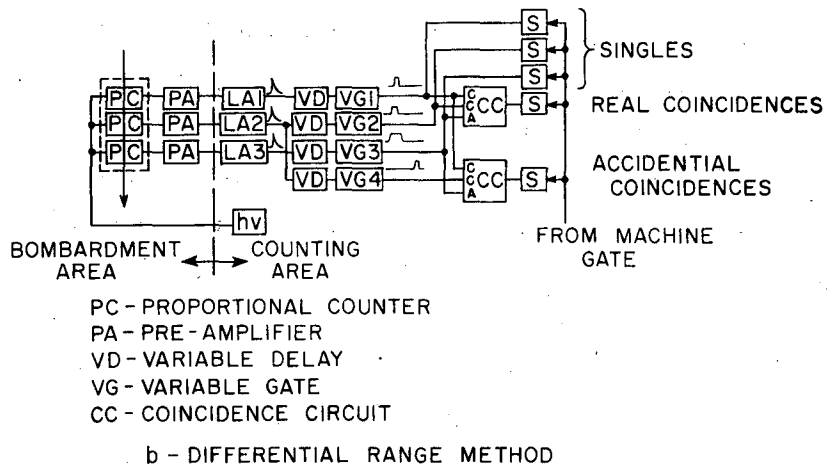 S
S
SINGLES
S
PC PA LA1 VD VG1 C C A CC S REAL COINCIDENCES
PC PA LA2 VD VG2
PC PA LA3 VD VG3
VD VG4 C C A CC S ACCIDENTIAL
COINCIDENCES
hv
FROM MACHINE
GATE
BOMBARDMENT
AREA
COUNTING
AREA
PC - PROPORTIONAL COUNTER
PA - PRE-AMPLIFIER
VD - VARIABLE DELAY
VG - VARIABLE GATE
CC - COINCIDENCE CIRCUIT
b - DIFFERENTIAL RANGE METHOD